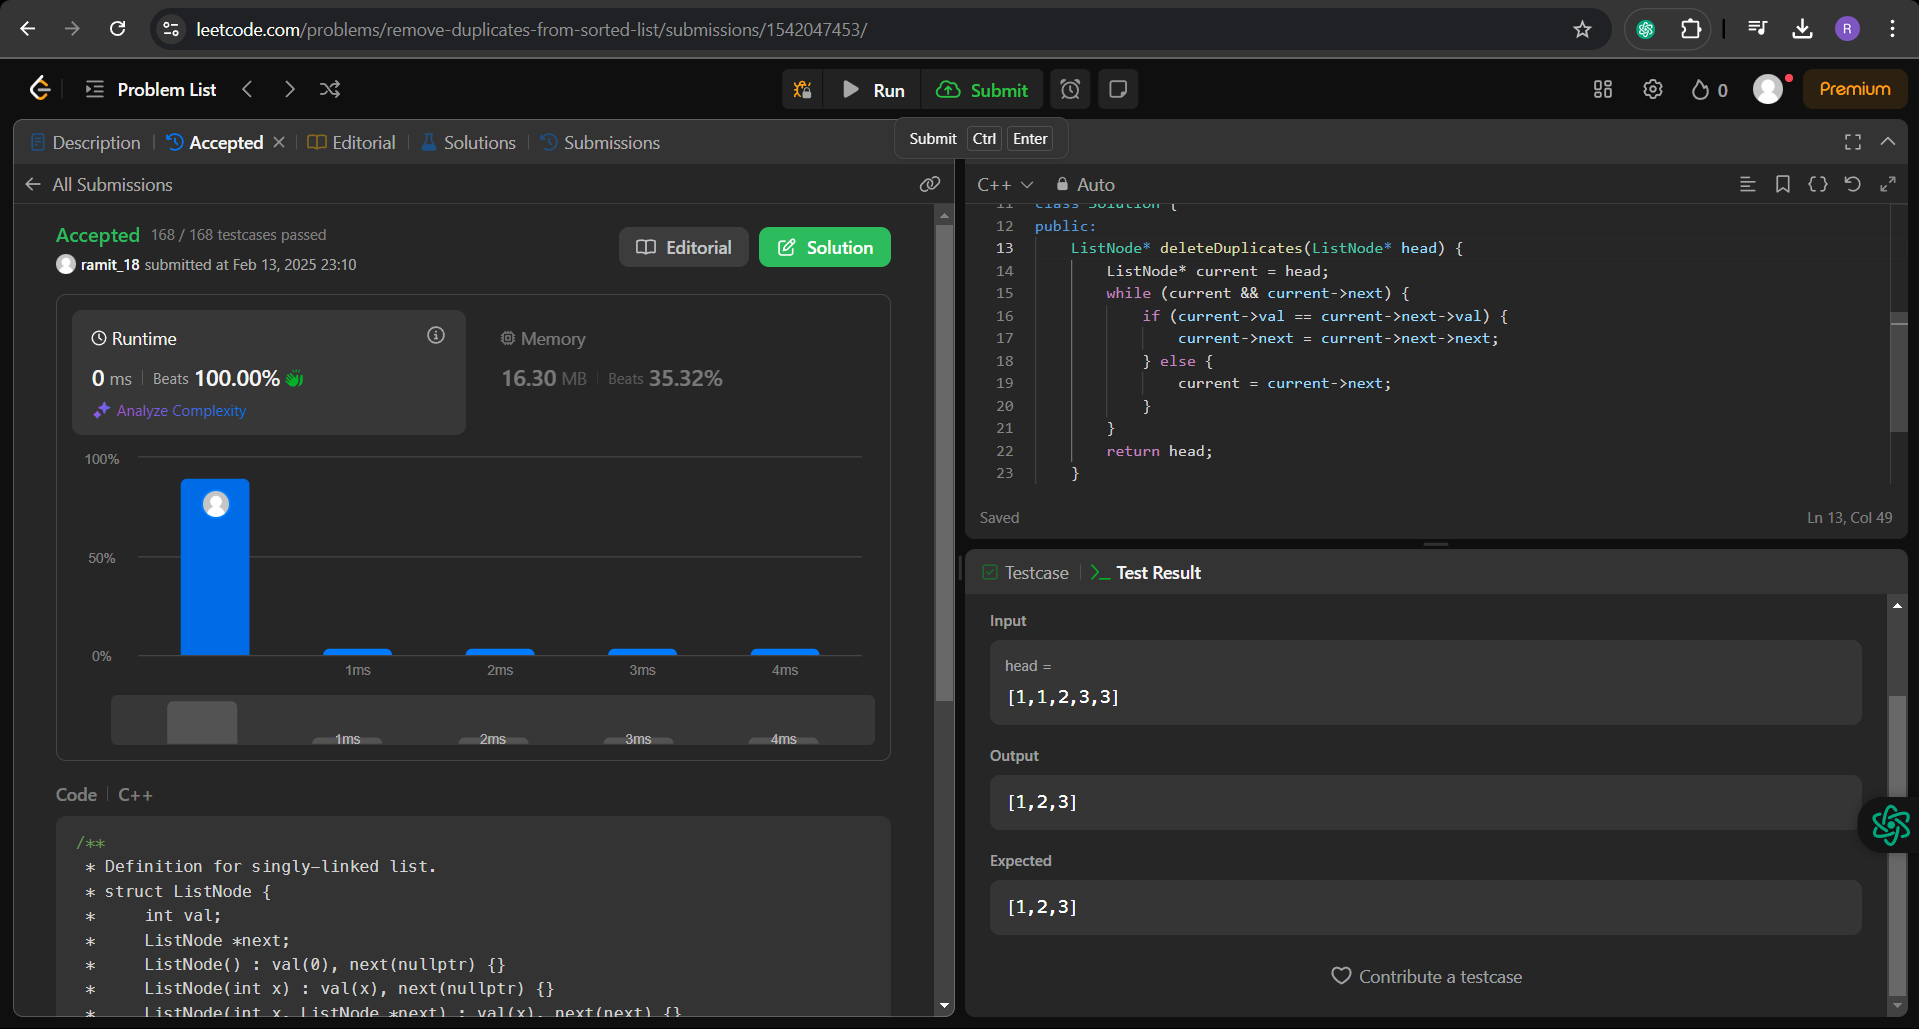 leetcode.com/problems/remove-duplicates-from-sorted-list/submissions/1542047453/
R
Problem List
Run
Submit
0
Premium
Description
Accepted
Editorial
Solutions
Submissions
Submit Ctrl Enter
All Submissions
Accepted 168 / 168 testcases passed
ramit_18 submitted at Feb 13, 2025 23:10
Editorial
Solution
Runtime
0 ms Beats 100.00%
Analyze Complexity
Memory
16.30 MB Beats 35.32%
100%
50%
0%
1ms 2ms 3ms 4ms
1ms 2ms 3ms 4ms
Code C++
/**
* Definition for singly-linked list.
* struct ListNode {
*     int val;
*     ListNode *next;
*     ListNode() : val(0), next(nullptr) {}
*     ListNode(int x) : val(x), next(nullptr) {}
*     ListNode(int x, ListNode *next) : val(x), next(next) {}
C++ Auto
11 class Solution {
12 public:
13     ListNode* deleteDuplicates(ListNode* head) {
14         ListNode* current = head;
15         while (current && current->next) {
16             if (current->val == current->next->val) {
17                 current->next = current->next->next;
18             } else {
19                 current = current->next;
20             }
21         }
22         return head;
23     }
Saved
Ln 13, Col 49
Testcase
>_ Test Result
Input
head =
[1,1,2,3,3]
Output
[1,2,3]
Expected
[1,2,3]
Contribute a testcase